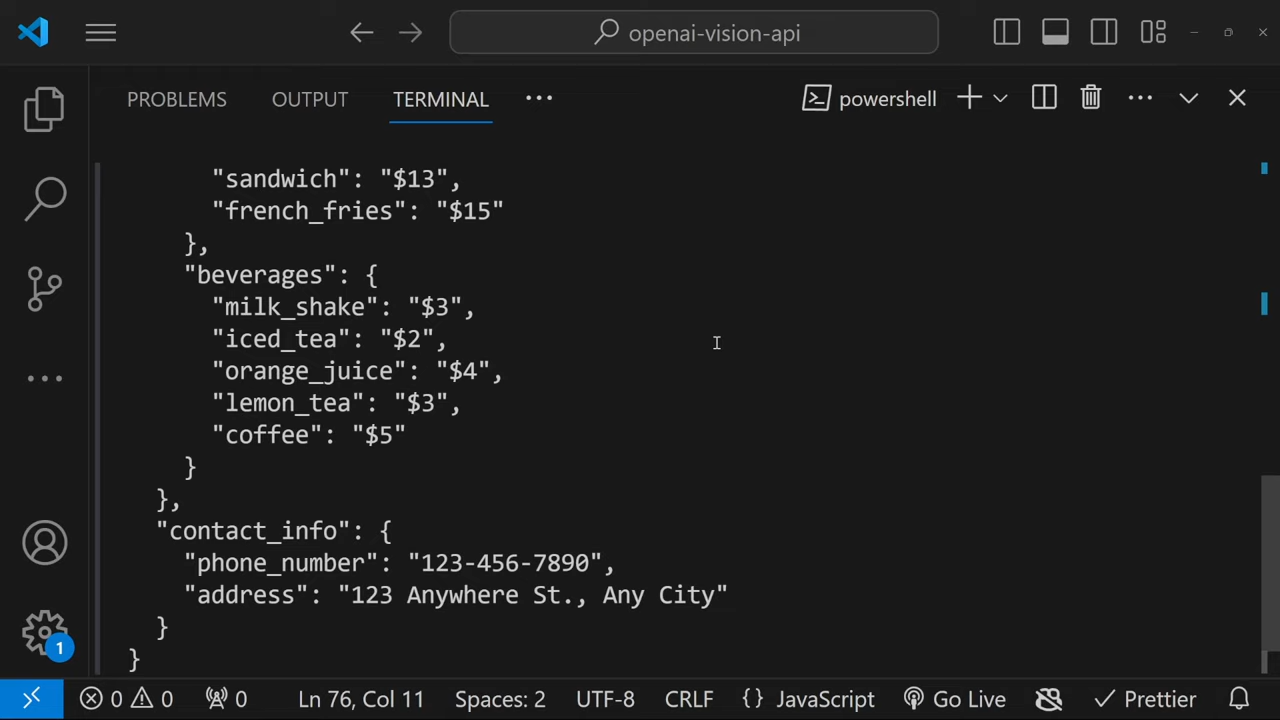 openai-vision-api
PROBLEMS OUTPUT TERMINAL ··· powershell
"sandwich": "$13",
"french_fries": "$15"
},
"beverages": {
"milk_shake": "$3",
"iced_tea": "$2",
"orange_juice": "$4",
"lemon_tea": "$3",
"coffee": "$5"
}
},
"contact_info": {
"phone_number": "123-456-7890",
"address": "123 Anywhere St., Any City"
}
}
1
0 0 0 Ln 76, Col 11 Spaces: 2 UTF-8 CRLF {} JavaScript Go Live Prettier